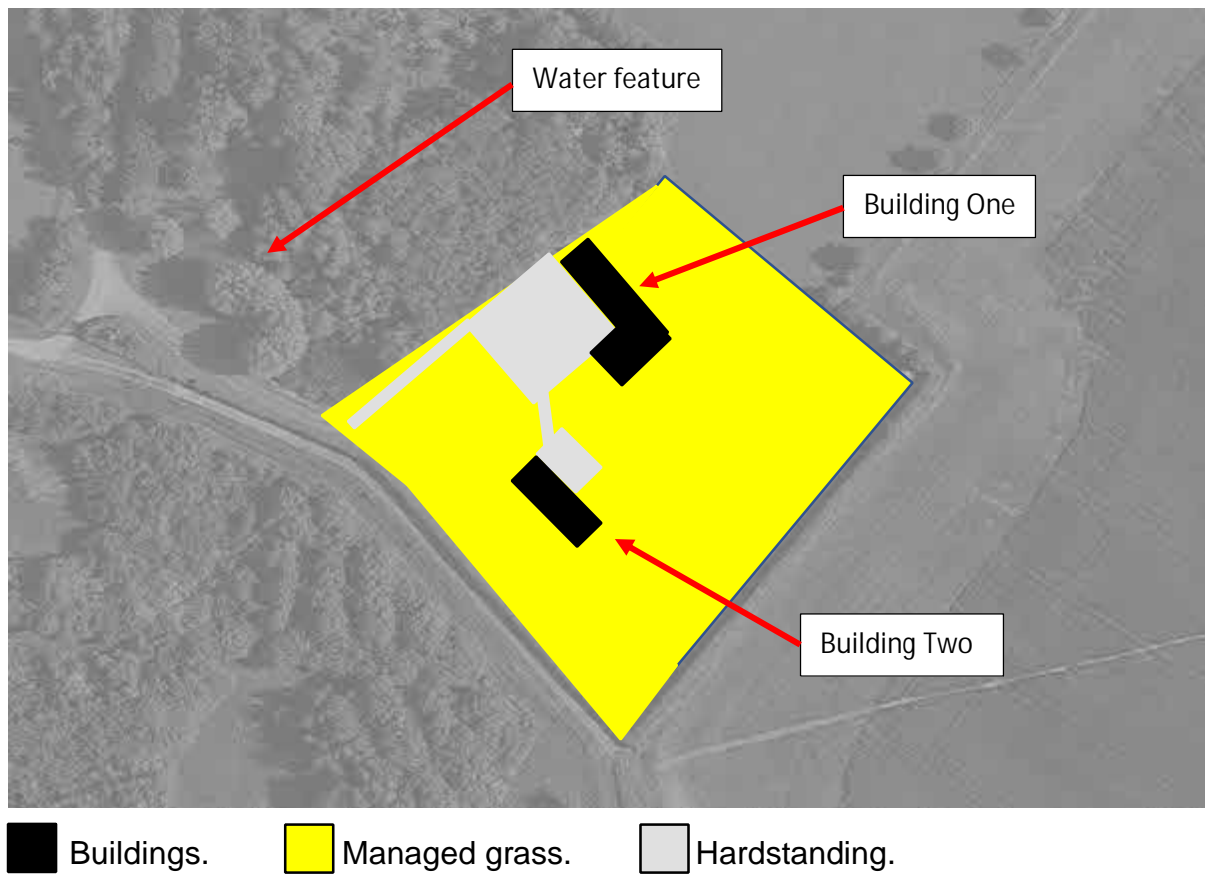 Water feature
Building One
Building Two
Buildings.
Managed grass.
Hardstanding.